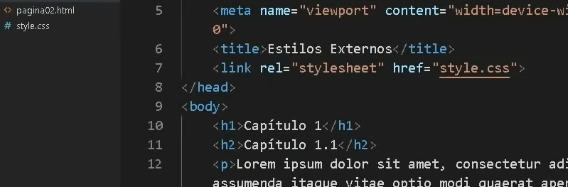 pagina02.html
# style.css
5 <meta name="viewport" content="width=device-wi
0">
6 <title>Estilos Externos</title>
7 <link rel="stylesheet" href="style.css">
8 </head>
9 <body>
10 <h1>Capítulo 1</h1>
11 <h2>Capítulo 1.1</h2>
12 <p>Lorem ipsum dolor sit amet, consectetur adi
assumenda itaque vitae optio modi quaerat aper